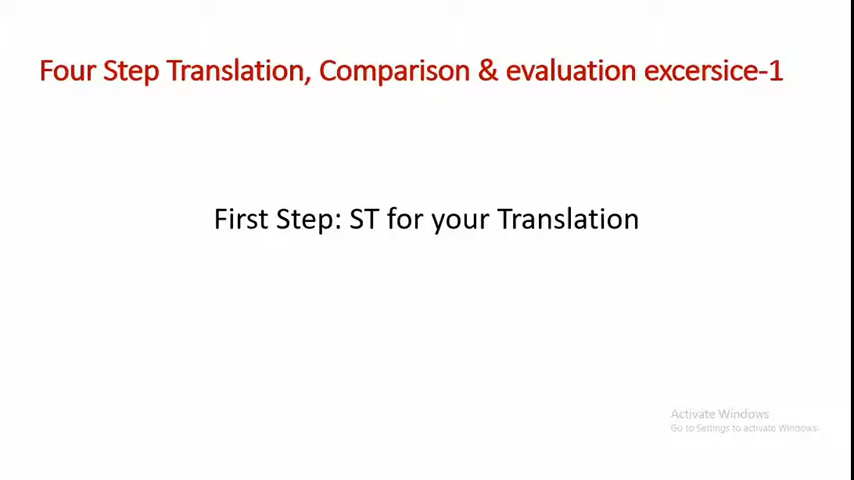 Four Step Translation, Comparison & evaluation excersice-1
First Step: ST for your Translation
Activate Windows
Go to Settings to activate Windows.